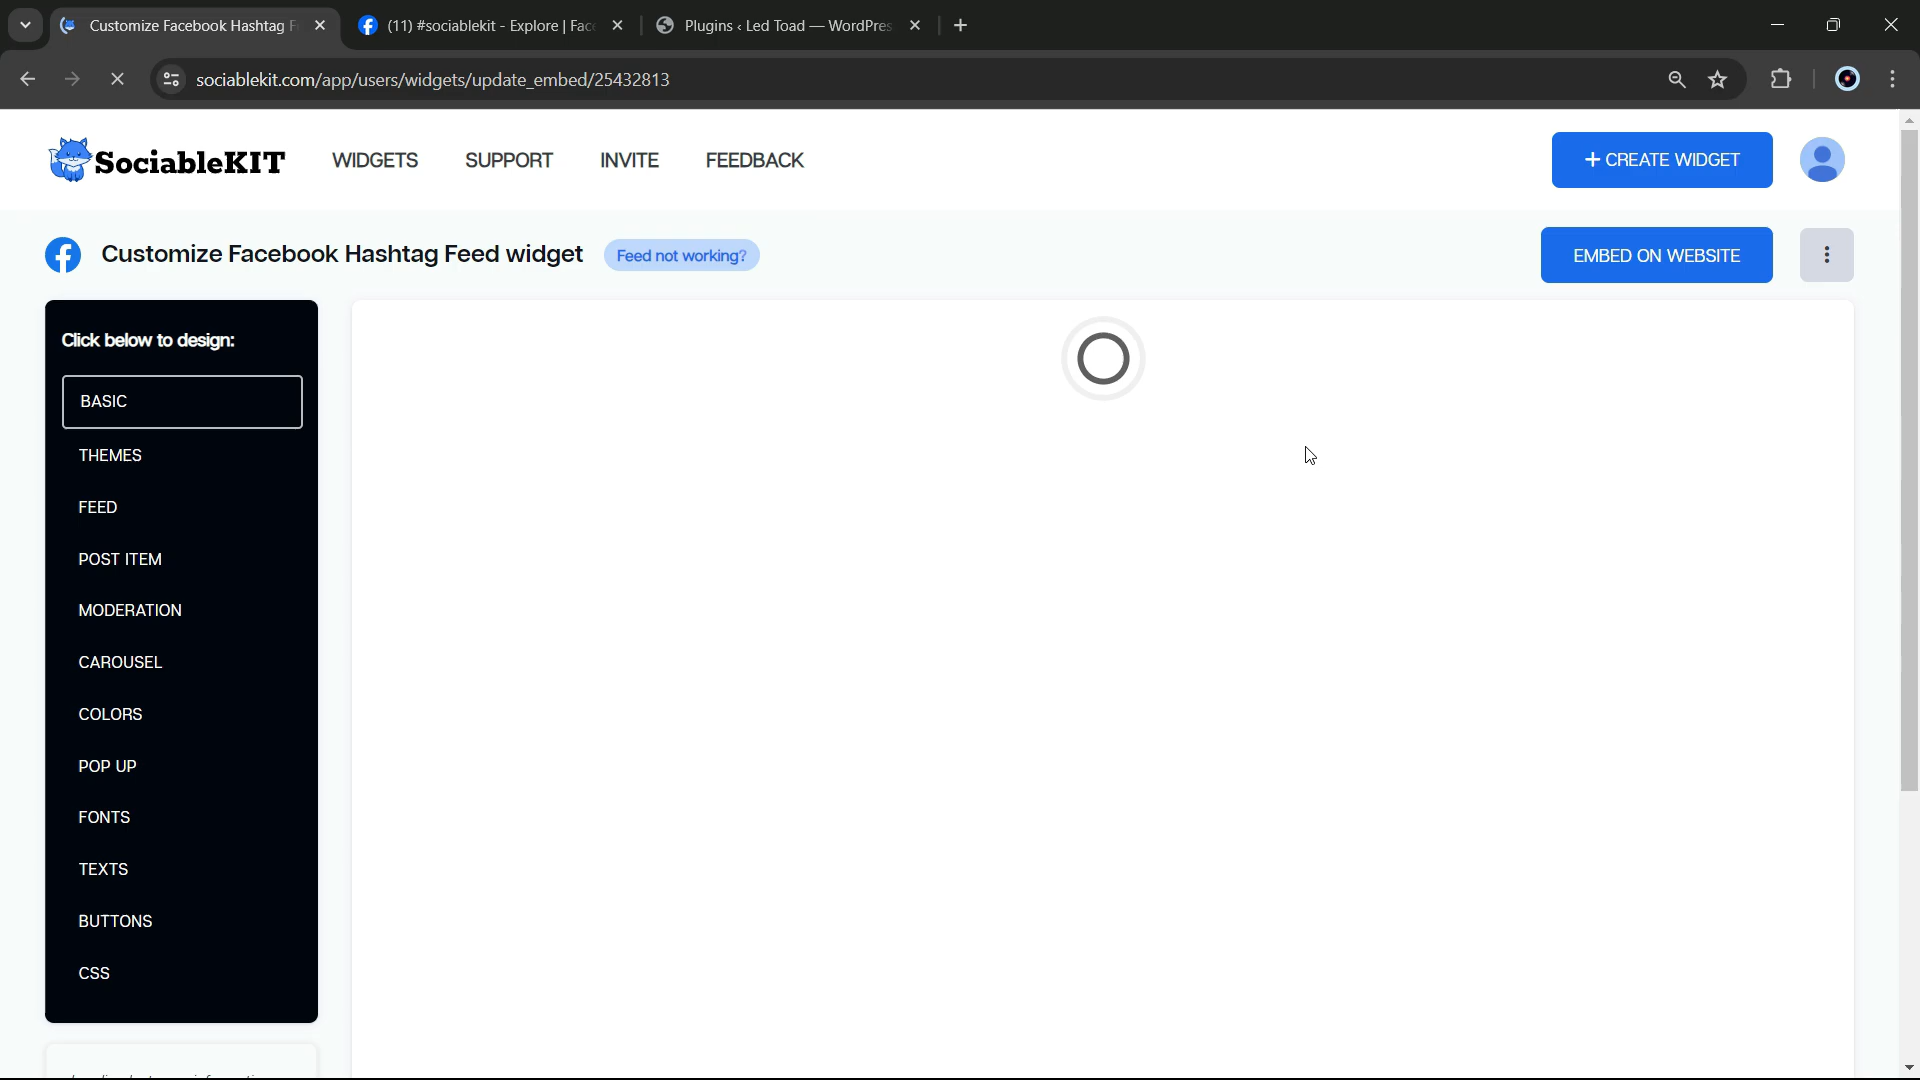 Customize Facebook Hashtag F
(11) #sociablekit - Explore | Fac
Plugins ‹ Led Toad — WordPres
sociablekit.com/app/users/widgets/update_embed/25432813
SociableKIT
WIDGETS
SUPPORT
INVITE
FEEDBACK
+ CREATE WIDGET
Customize Facebook Hashtag Feed widget
Feed not working?
EMBED ON WEBSITE
Click below to design:
BASIC
THEMES
FEED
POST ITEM
MODERATION
CAROUSEL
COLORS
POP UP
FONTS
TEXTS
BUTTONS
CSS